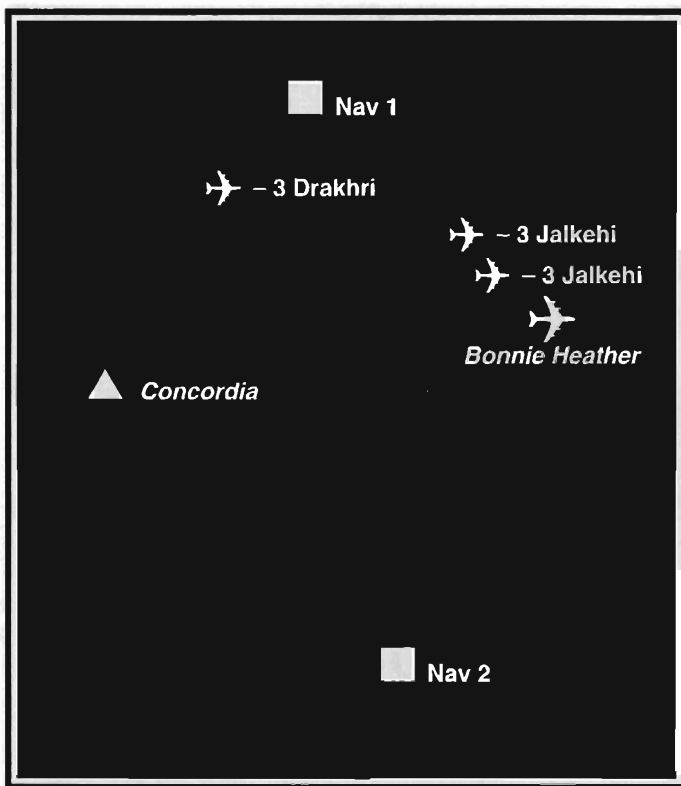 Nav 1
– 3 Drakhri
– 3 Jalkehi
– 3 Jalkehi
Bonnie Heather
Concordia
Nav 2